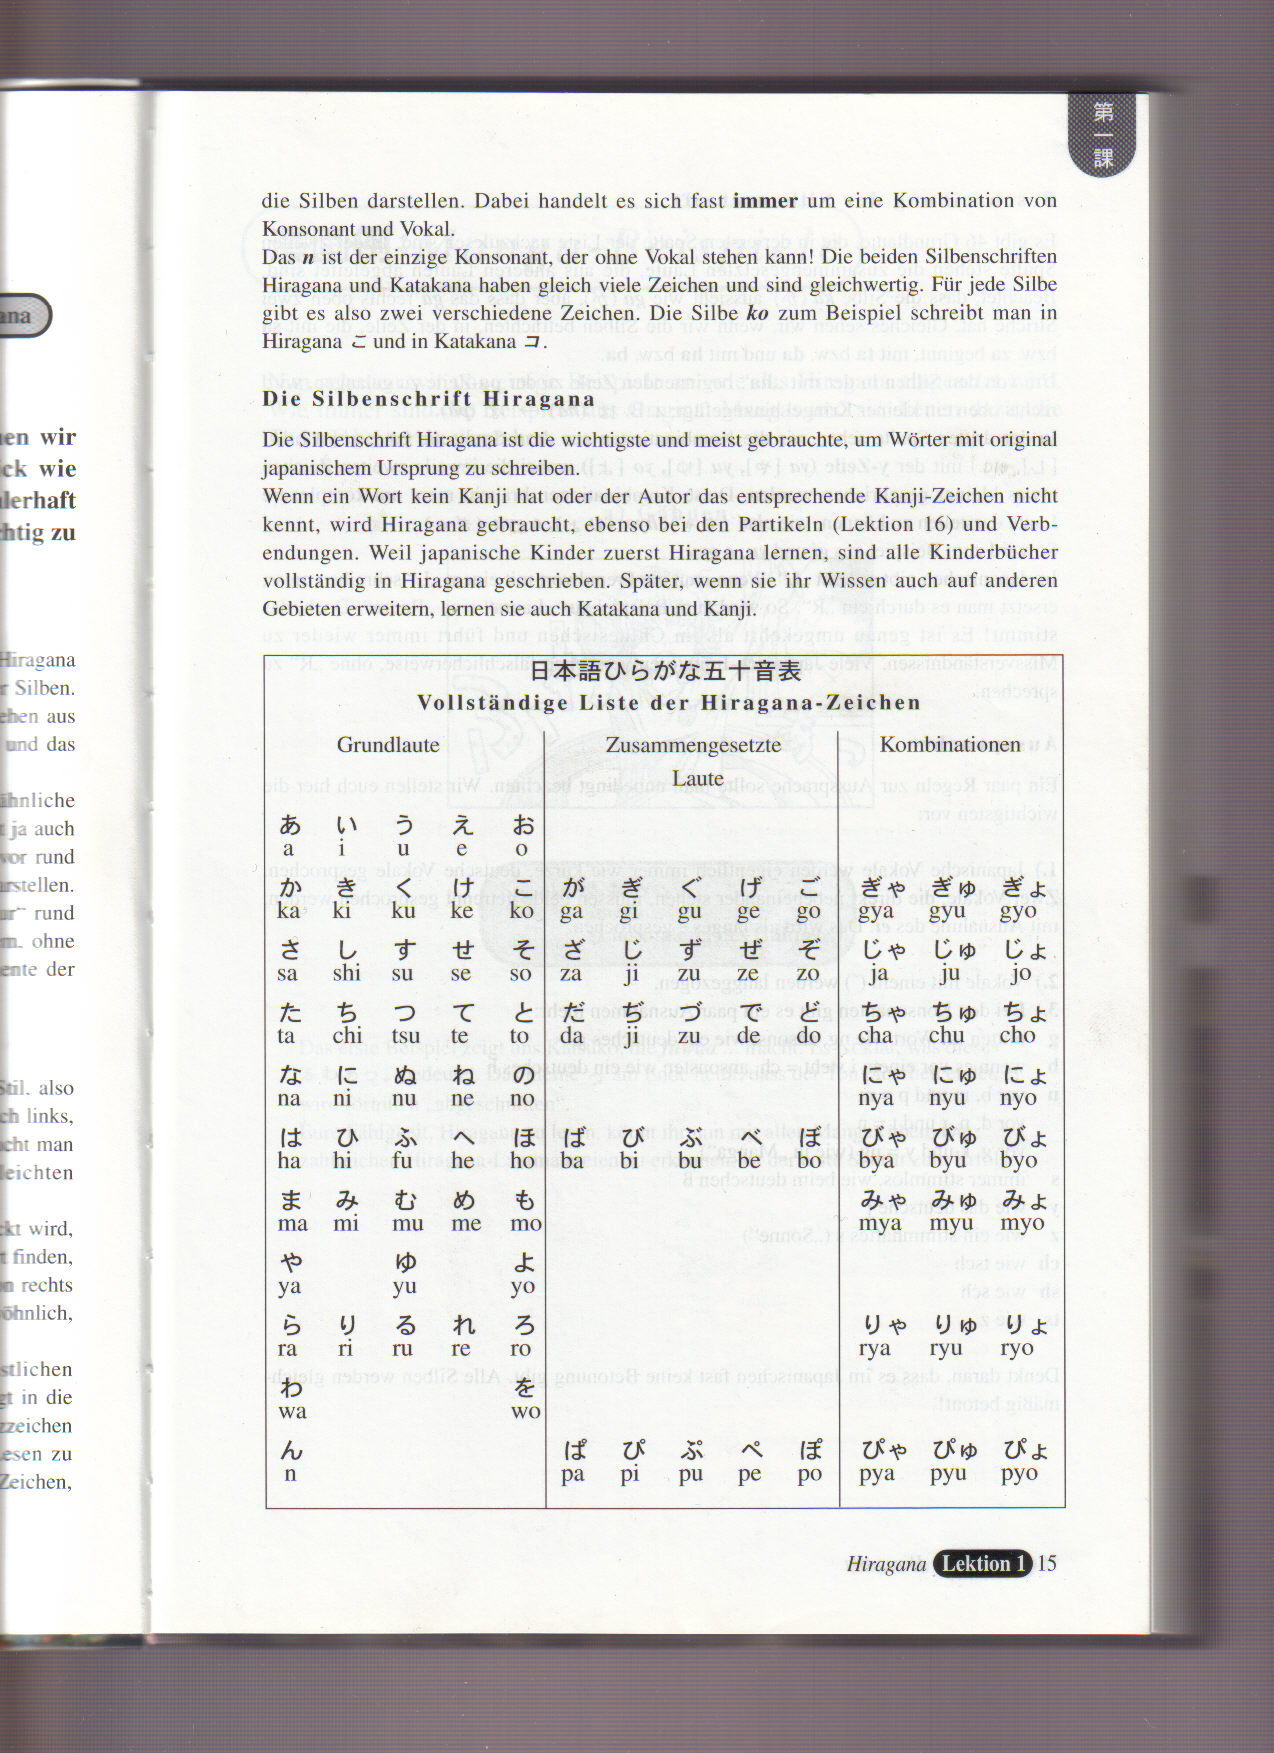 第一課
die Silben darstellen. Dabei handelt es sich fast immer um eine Kombination von
Konsonant und Vokal.
Das n ist der einzige Konsonant, der ohne Vokal stehen kann! Die beiden Silbenschriften
Hiragana und Katakana haben gleich viele Zeichen und sind gleichwertig. Für jede Silbe
gibt es also zwei verschiedene Zeichen. Die Silbe ko zum Beispiel schreibt man in
Hiragana こ und in Katakana コ.
Die Silbenschrift Hiragana
Die Silbenschrift Hiragana ist die wichtigste und meist gebrauchte, um Wörter mit original
japanischem Ursprung zu schreiben.
Wenn ein Wort kein Kanji hat oder der Autor das entsprechende Kanji-Zeichen nicht
kennt, wird Hiragana gebraucht, ebenso bei den Partikeln (Lektion 16) und Verb-
endungen. Weil japanische Kinder zuerst Hiragana lernen, sind alle Kinderbücher
vollständig in Hiragana geschrieben. Später, wenn sie ihr Wissen auch auf anderen
Gebieten erweitern, lernen sie auch Katakana und Kanji.
日本語ひらがな五十音表
Vollständige Liste der Hiragana-Zeichen
Grundlaute Zusammengesetzte Kombinationen
Laute
あ い う え お
a i u e o
か き く け こ が ぎ ぐ げ ご ぎゃ ぎゅ ぎょ
ka ki ku ke ko ga gi gu ge go gya gyu gyo
さ し す せ そ ざ じ ず ぜ ぞ じゃ じゅ じょ
sa shi su se so za ji zu ze zo ja ju jo
た ち つ て と だ ぢ づ で ど ちゃ ちゅ ちょ
ta chi tsu te to da ji zu de do cha chu cho
な に ぬ ね の にゃ にゅ にょ
na ni nu ne no nya nyu nyo
は ひ ふ へ ほ ば び ぶ べ ぼ びゃ びゅ びょ
ha hi fu he ho ba bi bu be bo bya byu byo
ま み む め も みゃ みゅ みょ
ma mi mu me mo mya myu myo
や ゆ よ
ya yu yo
ら り る れ ろ りゃ りゅ りょ
ra ri ru re ro rya ryu ryo
わ を
wa wo
ん ぱ ぴ ぷ ぺ ぽ ぴゃ ぴゅ ぴょ
n pa pi pu pe po pya pyu pyo
Hiragana Lektion 1 15